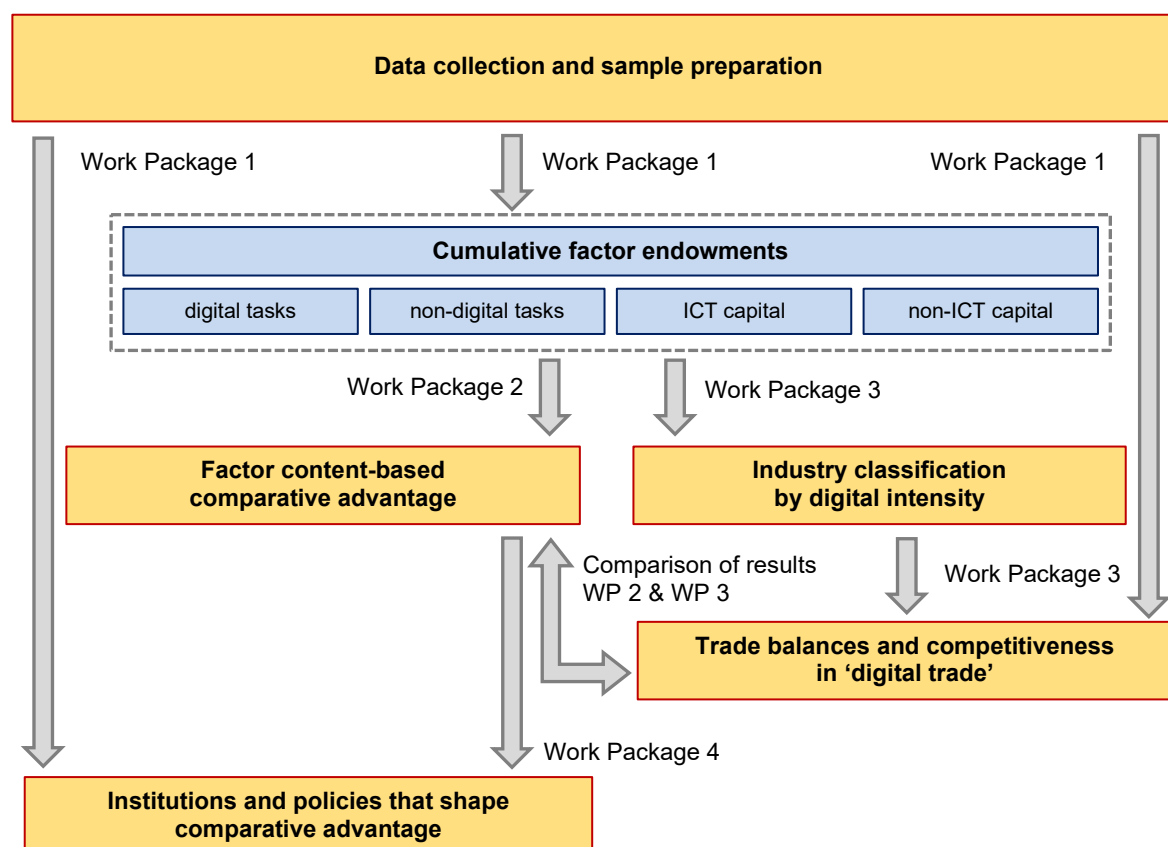 Data collection and sample preparation
Work Package 1
Work Package 1
Work Package 1
Cumulative factor endowments
digital tasks
non-digital tasks
ICT capital
non-ICT capital
Work Package 2
Work Package 3
Factor content-based
comparative advantage
Industry classification
by digital intensity
Comparison of results
WP 2 & WP 3
Work Package 3
Trade balances and competitiveness
in ‘digital trade’
Work Package 4
Institutions and policies that shape
comparative advantage